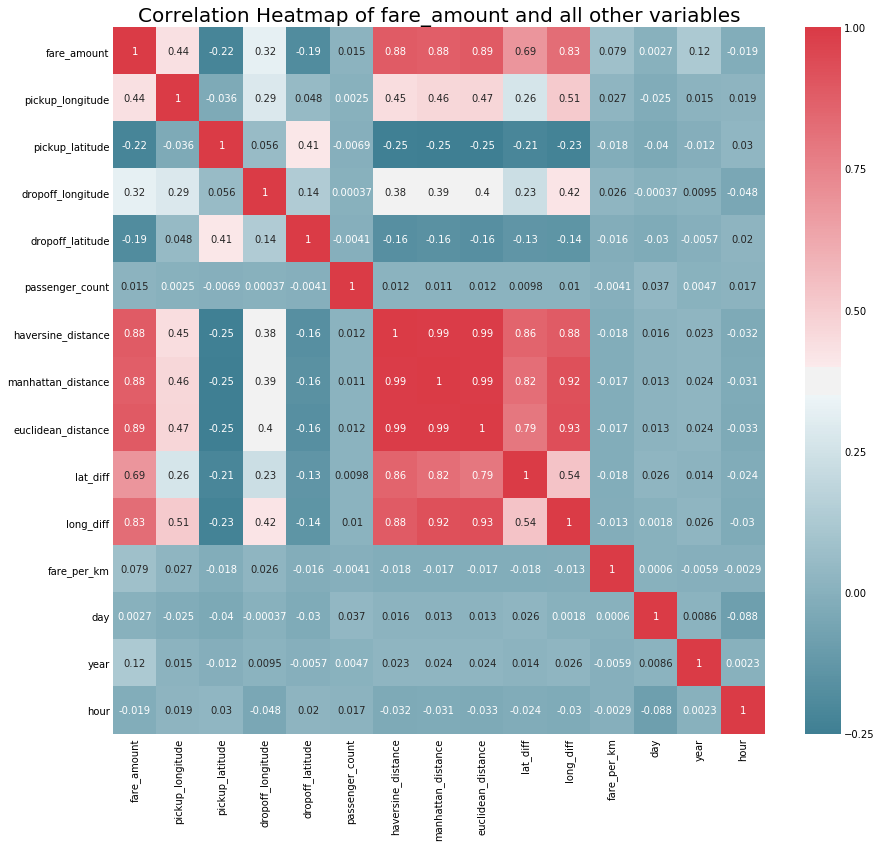 Correlation Heatmap of fare_amount and all other variables
fare_amount 1 0.44 -0.22 0.32 -0.19 0.015 0.88 0.88 0.89 0.69 0.83 0.079 0.0027 0.12 -0.019
pickup_longitude 0.44 1 -0.036 0.29 0.048 0.0025 0.45 0.46 0.47 0.26 0.51 0.027 -0.025 0.015 0.019
pickup_latitude -0.22 -0.036 1 0.056 0.41 -0.0069 -0.25 -0.25 -0.25 -0.21 -0.23 -0.018 -0.04 -0.012 0.03
dropoff_longitude 0.32 0.29 0.056 1 0.14 0.00037 0.38 0.39 0.4 0.23 0.42 0.026 -0.00037 0.0095 -0.048
dropoff_latitude -0.19 0.048 0.41 0.14 1 -0.0041 -0.16 -0.16 -0.16 -0.13 -0.14 -0.016 -0.03 -0.0057 0.02
passenger_count 0.015 0.0025 -0.0069 0.00037 -0.0041 1 0.012 0.011 0.012 0.0098 0.01 -0.0041 0.037 0.0047 0.017
haversine_distance 0.88 0.45 -0.25 0.38 -0.16 0.012 1 0.99 0.99 0.86 0.88 -0.018 0.016 0.023 -0.032
manhattan_distance 0.88 0.46 -0.25 0.39 -0.16 0.011 0.99 1 0.99 0.82 0.92 -0.017 0.013 0.024 -0.031
euclidean_distance 0.89 0.47 -0.25 0.4 -0.16 0.012 0.99 0.99 1 0.79 0.93 -0.017 0.013 0.024 -0.033
lat_diff 0.69 0.26 -0.21 0.23 -0.13 0.0098 0.86 0.82 0.79 1 0.54 -0.018 0.026 0.014 -0.024
long_diff 0.83 0.51 -0.23 0.42 -0.14 0.01 0.88 0.92 0.93 0.54 1 -0.013 0.0018 0.026 -0.03
fare_per_km 0.079 0.027 -0.018 0.026 -0.016 -0.0041 -0.018 -0.017 -0.017 -0.018 -0.013 1 0.0006 -0.0059 -0.0029
day 0.0027 -0.025 -0.04 -0.00037 -0.03 0.037 0.016 0.013 0.013 0.026 0.0018 0.0006 1 0.0086 -0.088
year 0.12 0.015 -0.012 0.0095 -0.0057 0.0047 0.023 0.024 0.024 0.014 0.026 -0.0059 0.0086 1 0.0023
hour -0.019 0.019 0.03 -0.048 0.02 0.017 -0.032 -0.031 -0.033 -0.024 -0.03 -0.0029 -0.088 0.0023 1
fare_amount
pickup_longitude
pickup_latitude
dropoff_longitude
dropoff_latitude
passenger_count
haversine_distance
manhattan_distance
euclidean_distance
lat_diff
long_diff
fare_per_km
day
year
hour
1.00
0.75
0.50
0.25
0.00
−0.25